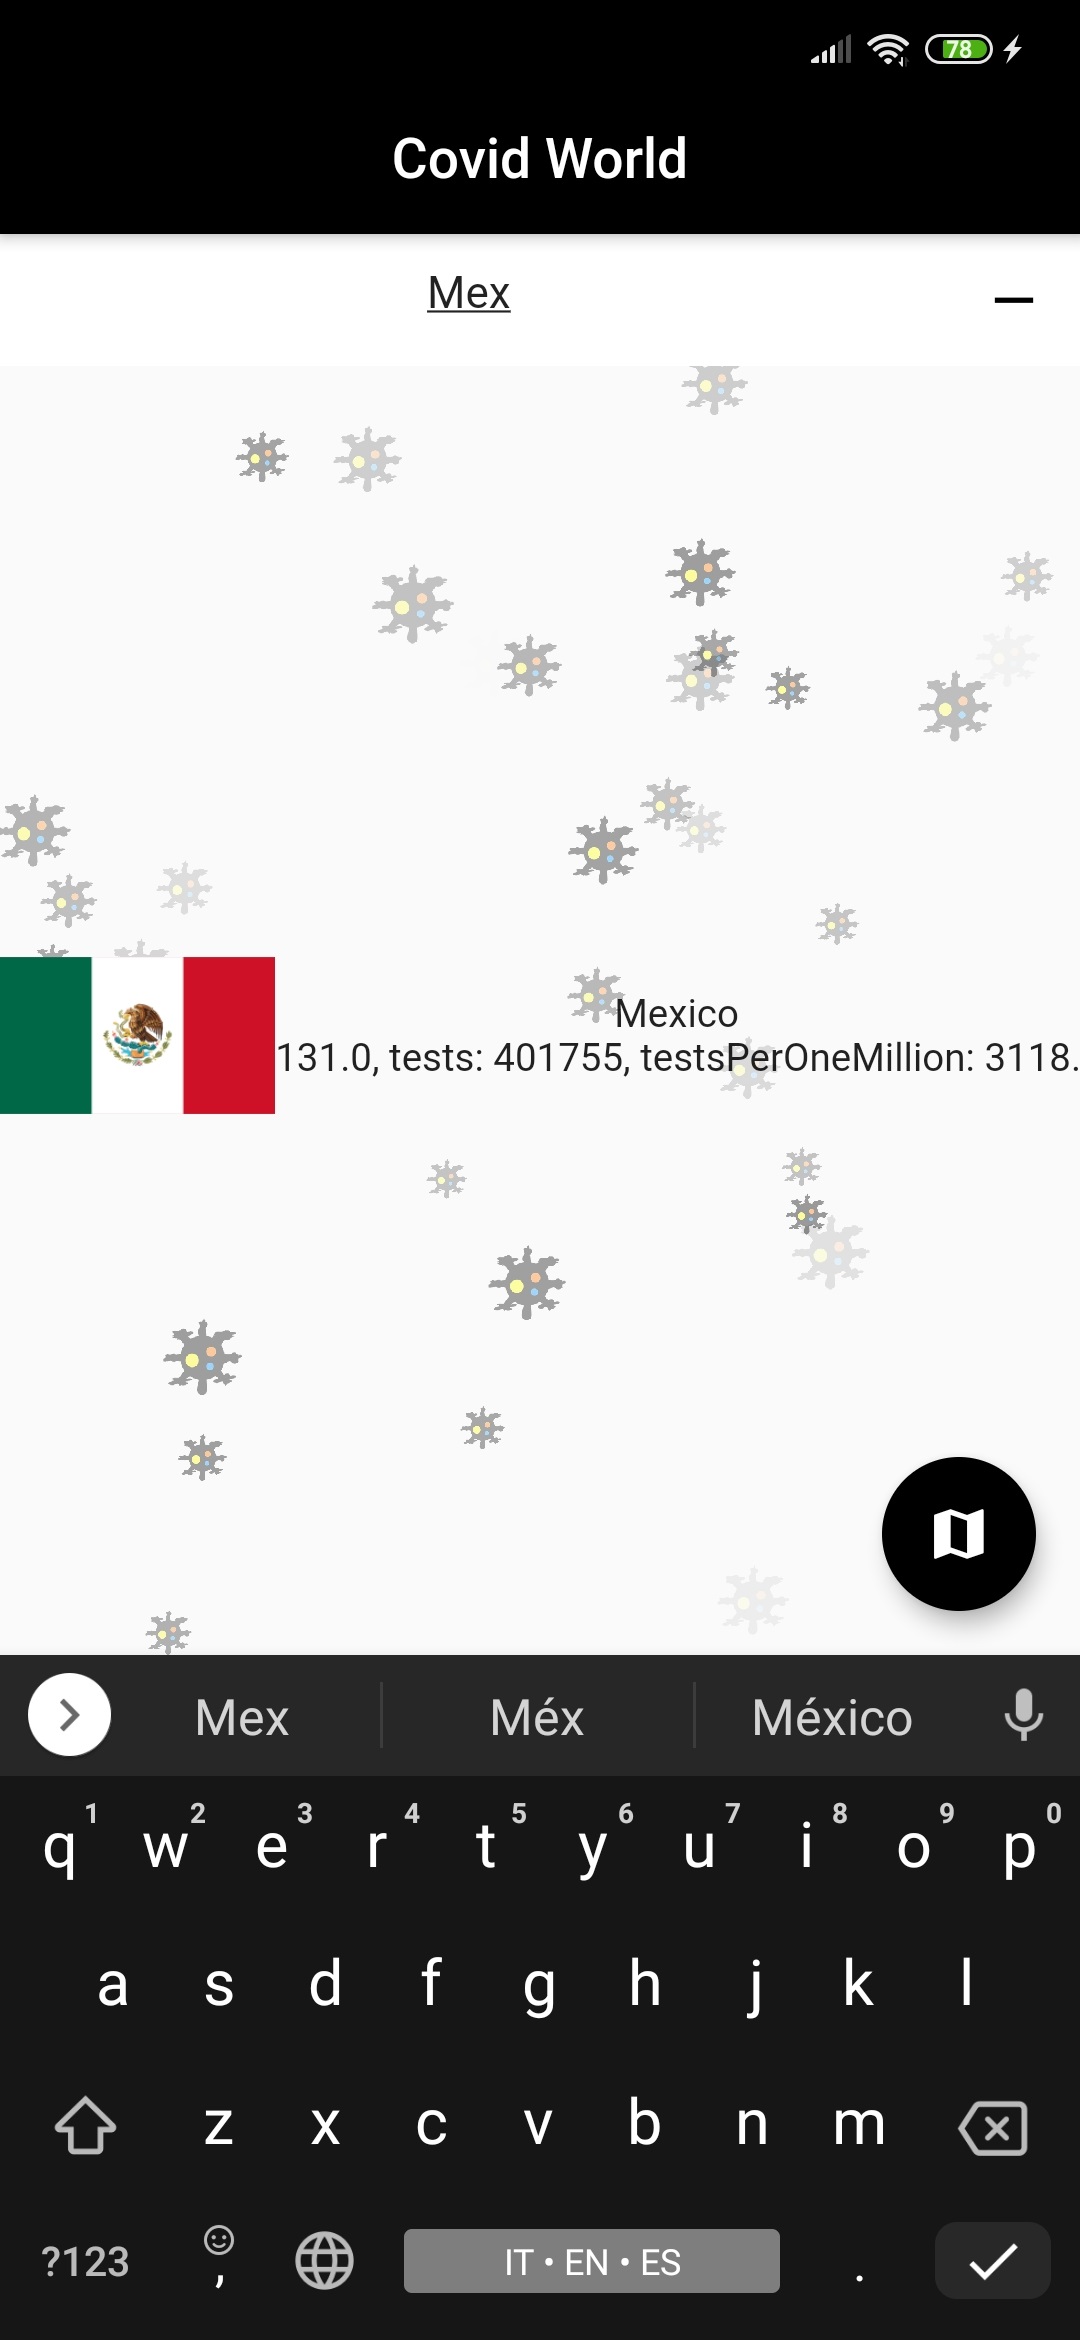 78
Covid World
Mex
Mexico
131.0, tests: 401755, testsPerOneMillion: 3118.
Mex Méx México
1 2 3 4 5 6 7 8 9 0
q w e r t y u i o p
a s d f g h j k l
z x c v b n m
?123 , IT • EN • ES .